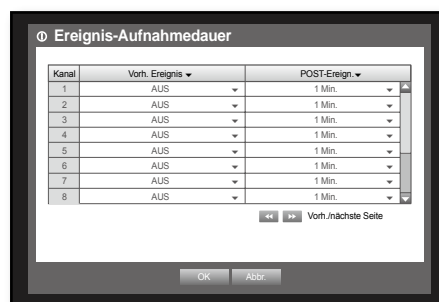 Ereignis-Aufnahmedauer
Kanal Vorh. Ereignis POST-Ereign.
1 AUS 1 Min.
2 AUS 1 Min.
3 AUS 1 Min.
4 AUS 1 Min.
5 AUS 1 Min.
6 AUS 1 Min.
7 AUS 1 Min.
8 AUS 1 Min.
Vorh./nächste Seite
OK Abbr.